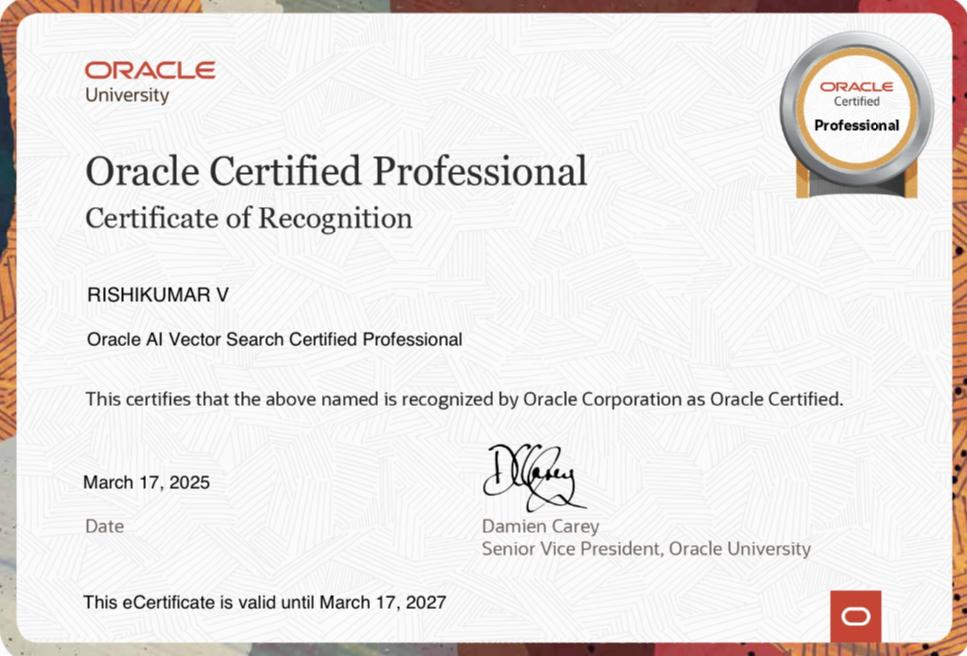 ORACLE
University
ORACLE
Certified
Professional
Oracle Certified Professional
Certificate of Recognition
RISHIKUMAR V
Oracle AI Vector Search Certified Professional
This certifies that the above named is recognized by Oracle Corporation as Oracle Certified.
March 17, 2025
Date
Damien Carey
Senior Vice President, Oracle University
This eCertificate is valid until March 17, 2027